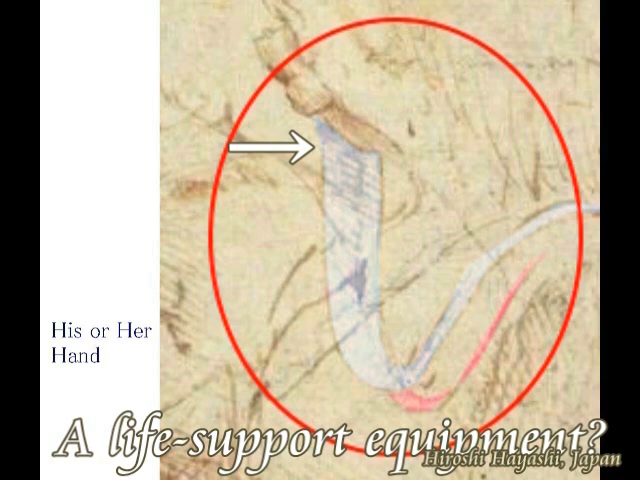 His or Her
Hand
A life-support equipment?
Hiroshi Hayashi, Japan